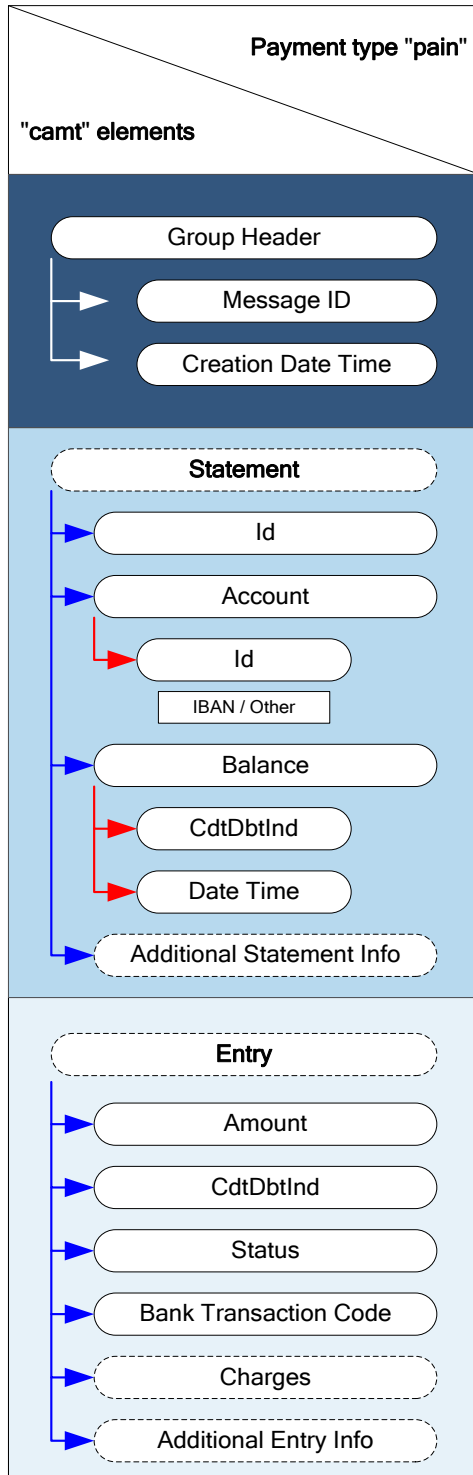 Payment type "pain"
"camt" elements
Group Header
Message ID
Creation Date Time
Statement
Id
Account
Id
IBAN / Other
Balance
CdtDbtInd
Date Time
Additional Statement Info
Entry
Amount
CdtDbtInd
Status
Bank Transaction Code
Charges
Additional Entry Info